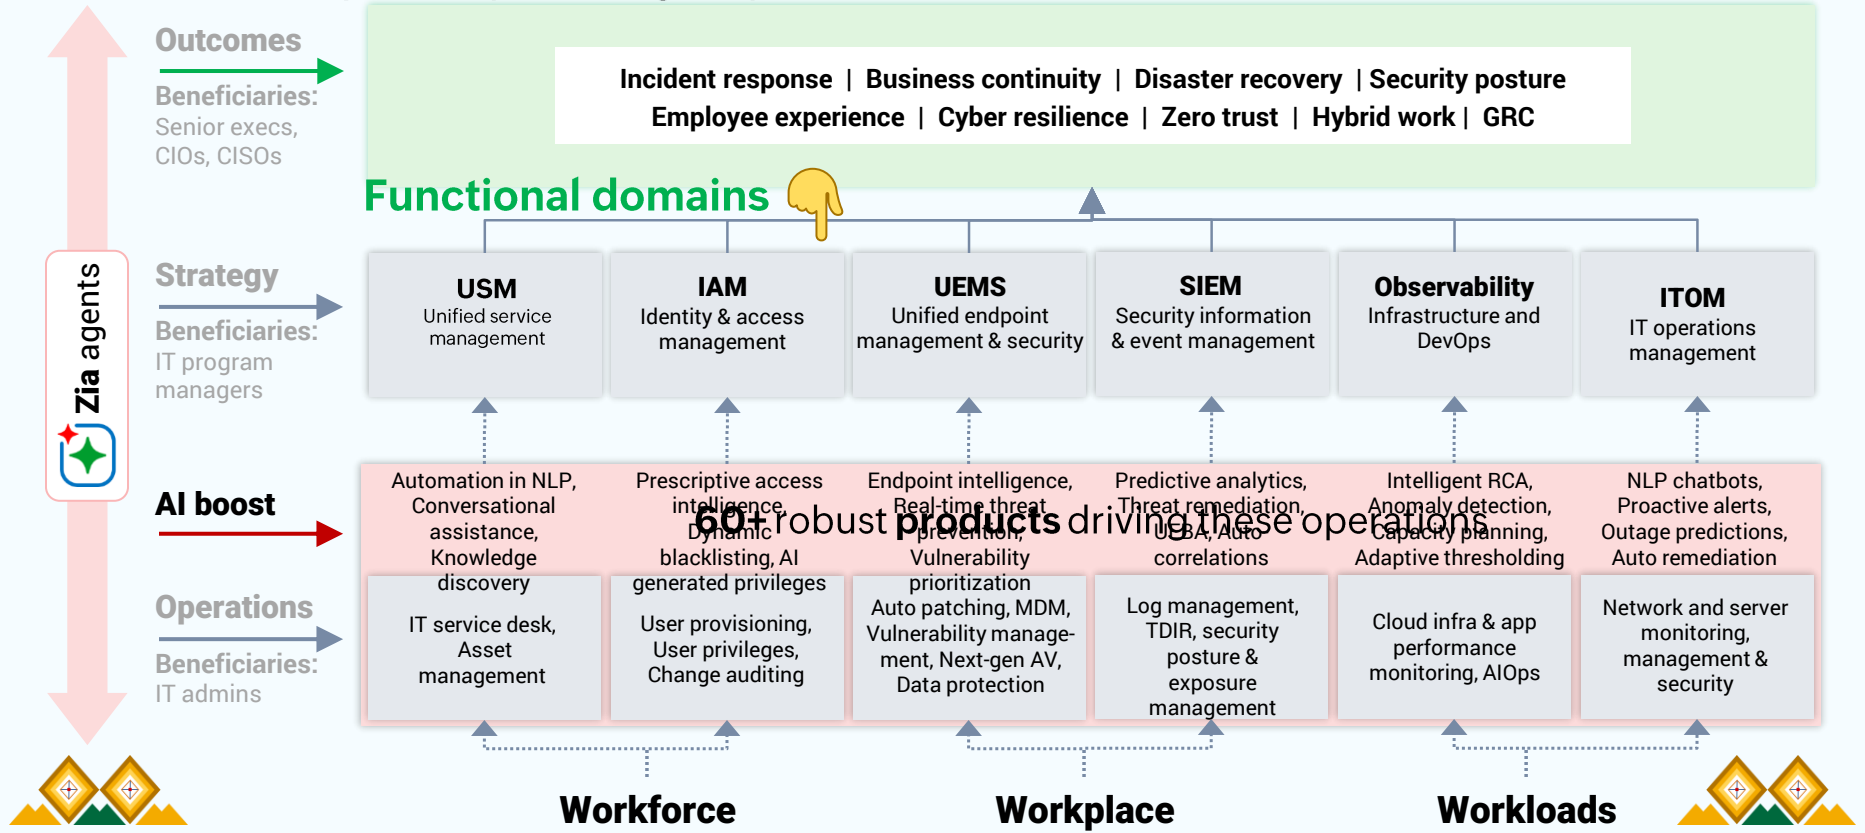 Outcomes
Beneficiaries:
Senior execs,
CIOs, CISOs
Incident response | Business continuity | Disaster recovery | Security posture
Employee experience | Cyber resilience | Zero trust | Hybrid work | GRC
Functional domains
Zia agents
Strategy
Beneficiaries:
IT program
managers
USM
Unified service
management
IAM
Identity & access
management
UEMS
Unified endpoint
management & security
SIEM
Security information
& event management
Observability
Infrastructure and
DevOps
ITOM
IT operations
management
AI boost
Automation in NLP,
Conversational
assistance,
Knowledge
discovery
Prescriptive access
intelligence,
Dynamic
blacklisting, AI
generated privileges
Endpoint intelligence,
Real-time threat
prevention,
Vulnerability
prioritization
Predictive analytics,
Threat remediation,
UEBA, Auto
correlations
Intelligent RCA,
Anomaly detection,
Capacity planning,
Adaptive thresholding
NLP chatbots,
Proactive alerts,
Outage predictions,
Auto remediation
60+ robust products driving these operations
Operations
Beneficiaries:
IT admins
IT service desk,
Asset
management
User provisioning,
User privileges,
Change auditing
Auto patching, MDM,
Vulnerability manage-
ment, Next-gen AV,
Data protection
Log management,
TDIR, security
posture &
exposure
management
Cloud infra & app
performance
monitoring, AIOps
Network and server
monitoring,
management &
security
Workforce
Workplace
Workloads